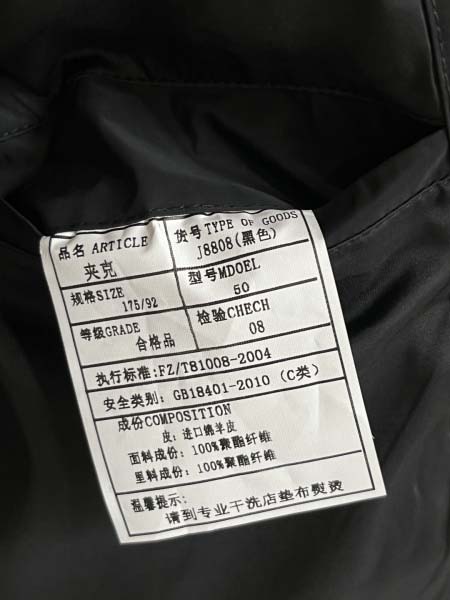 品名 ARTICLE 货号 TYPE OF GOODS
夹克 J8808(黑色)
规格SIZE 型号MDOEL
175/92 50
等级GRADE 检验CHECH
合格品 08
执行标准:FZ/T81008-2004
安全类别: GB18401-2010 (C类)
成份COMPOSITION
皮:进口绵羊皮
面料成份: 100%聚酯纤维
里料成份: 100%聚酯纤维
温馨提示:
请到专业干洗店垫布熨烫